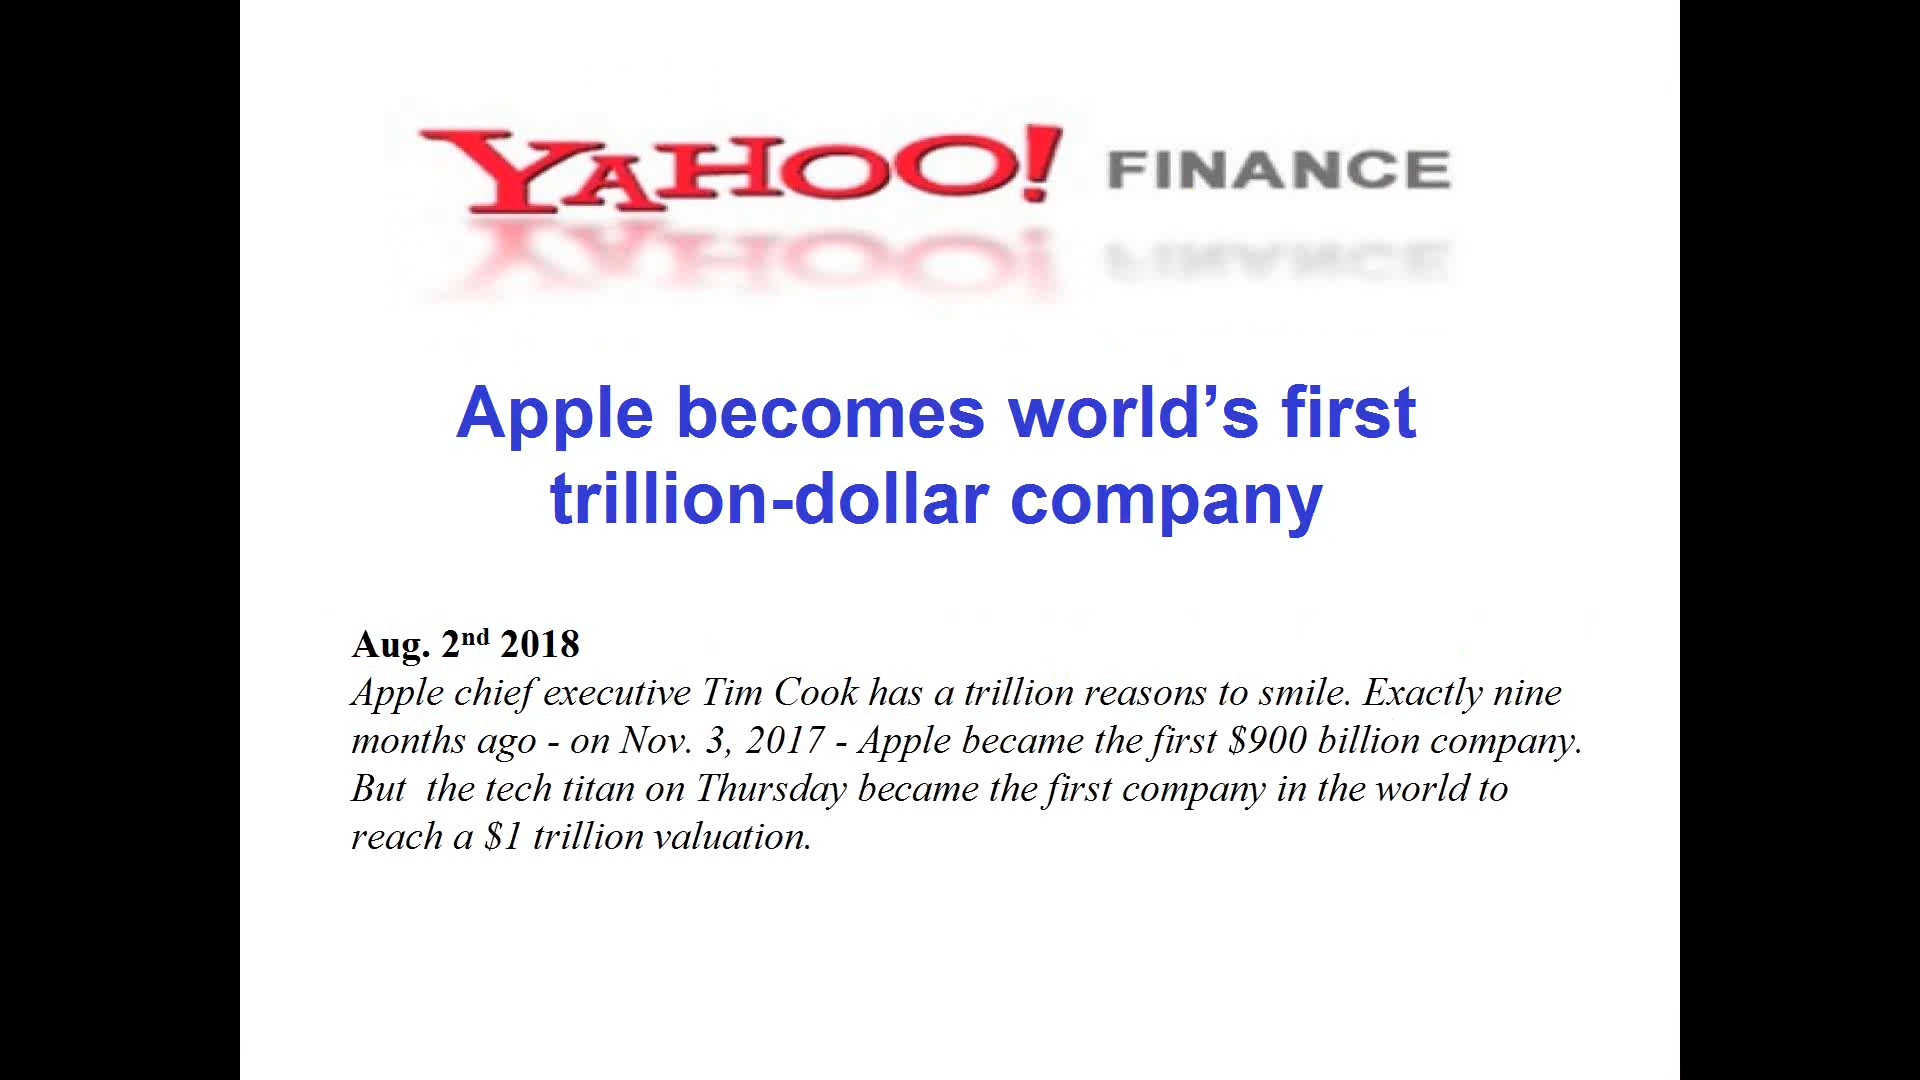 YAHOO! FINANCE
Apple becomes world’s first
trillion-dollar company
Aug. 2nd 2018
Apple chief executive Tim Cook has a trillion reasons to smile. Exactly nine
months ago - on Nov. 3, 2017 - Apple became the first $900 billion company.
But  the tech titan on Thursday became the first company in the world to
reach a $1 trillion valuation.